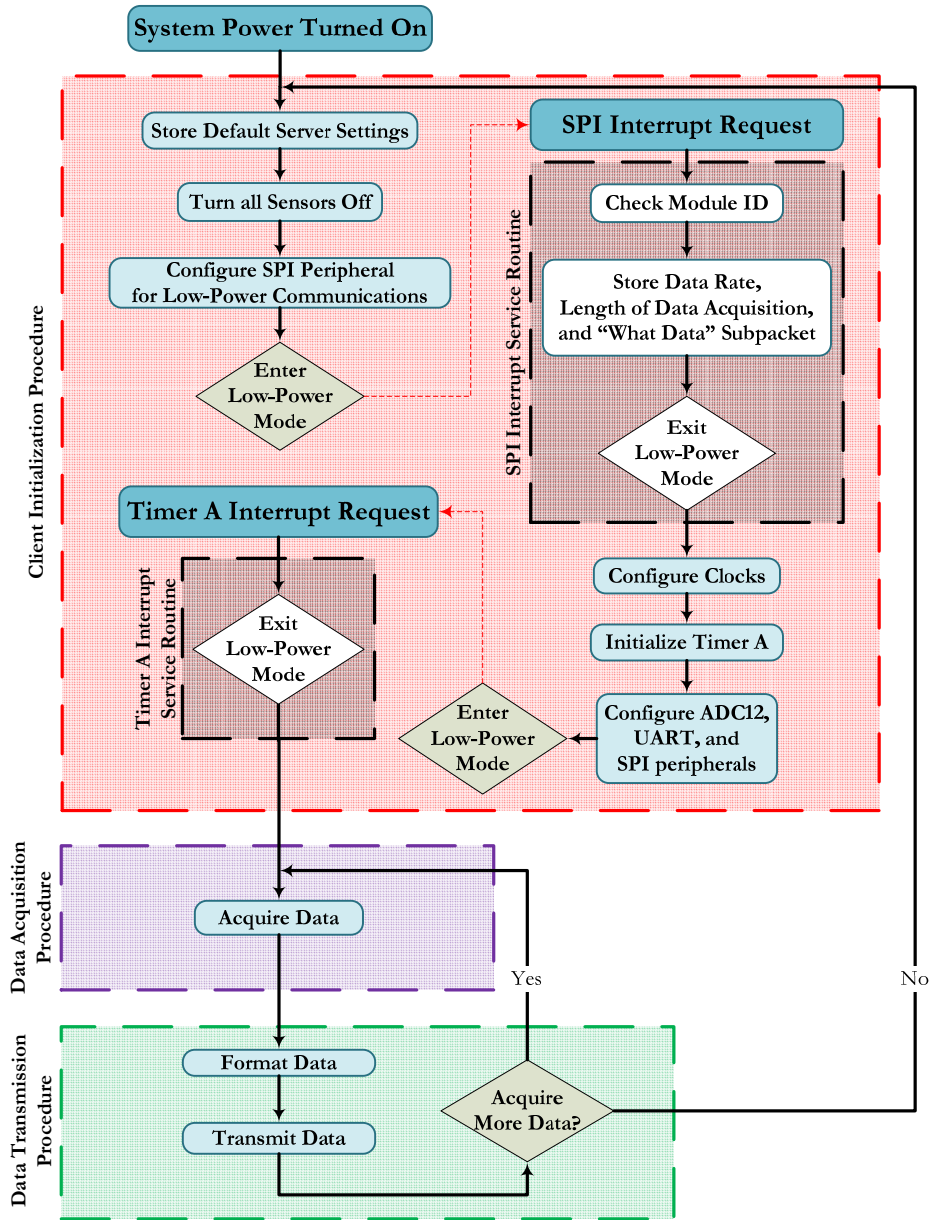 System Power Turned On
Client Initialization Procedure
Store Default Server Settings
Turn all Sensors Off
Configure SPI Peripheral
for Low-Power Communications
Enter
Low-Power
Mode
SPI Interrupt Request
SPI Interrupt Service Routine
Check Module ID
Store Data Rate,
Length of Data Acquisition,
and “What Data” Subpacket
Exit
Low-Power
Mode
Configure Clocks
Initialize Timer A
Configure ADC12,
UART, and
SPI peripherals
Enter
Low-Power
Mode
Timer A Interrupt Request
Timer A Interrupt
Service Routine
Exit
Low-Power
Mode
Data Acquisition
Procedure
Acquire Data
Yes
No
Data Transmission
Procedure
Format Data
Transmit Data
Acquire
More Data?